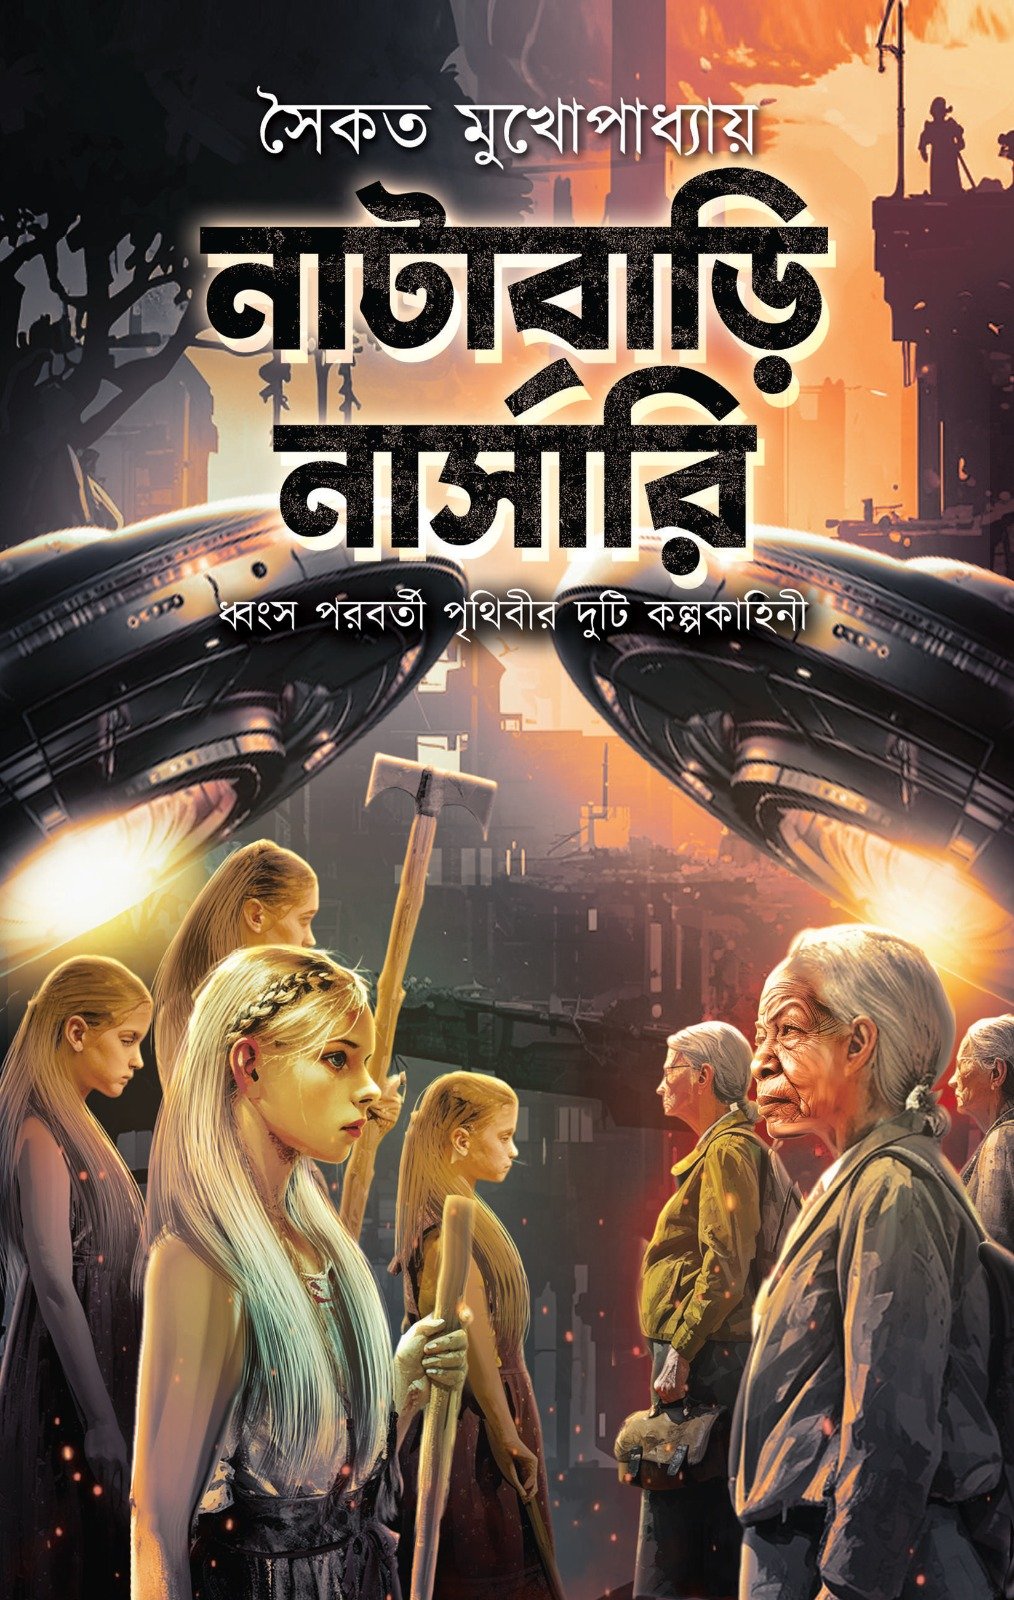 সৈকত মুখোপাধ্যায়
নাটাবাড়ি
নার্সারি
ধ্বংস পরবর্তী পৃথিবীর দুটি কল্পকাহিনী